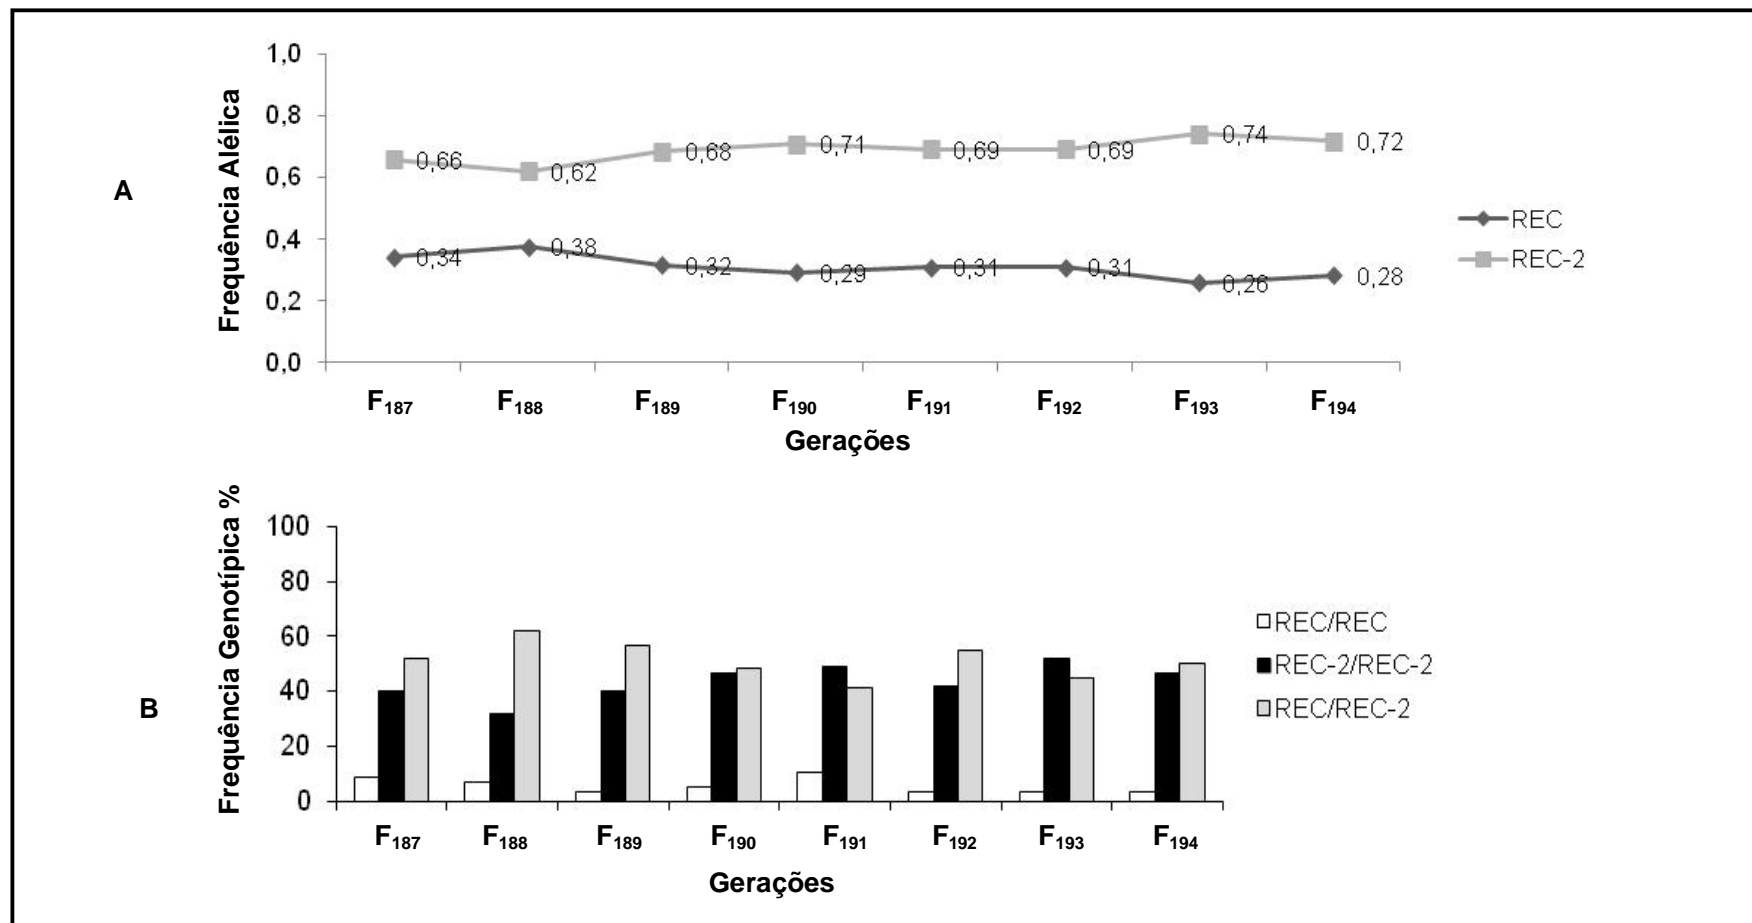 A
Frequência Alélica
1,0
0,8
0,6
0,4
0,2
0,0
0,66
0,62
0,68
0,71
0,69
0,69
0,74
0,72
0,34
0,38
0,32
0,29
0,31
0,31
0,26
0,28
REC
REC-2
F187 F188 F189 F190 F191 F192 F193 F194
Gerações
B
Frequência Genotípica %
100
80
60
40
20
0
REC/REC
REC-2/REC-2
REC/REC-2
F187 F188 F189 F190 F191 F192 F193 F194
Gerações